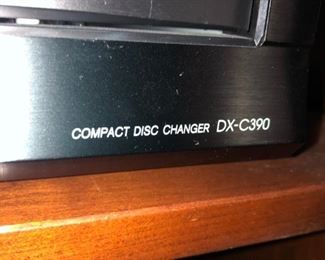 COMPACT DISC CHANGER DX-C390